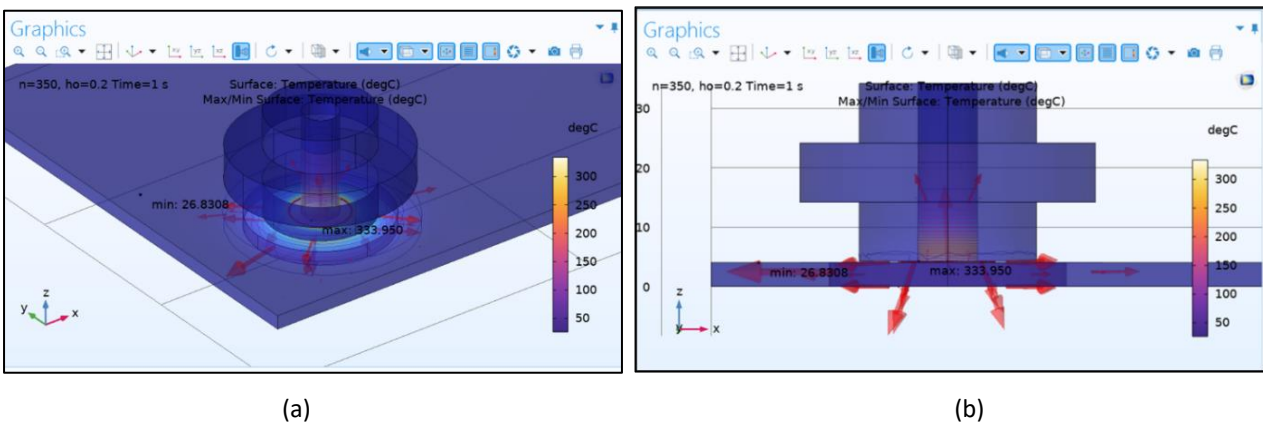 Graphics
n=350, ho=0.2 Time=1 s
Surface: Temperature (degC)
Max/Min Surface: Temperature (degC)
degC
min: 26.8308
max: 333.950
300
250
200
150
100
50
z
y
x
(a)
Graphics
n=350, ho=0.2 Time=1 s
Surface: Temperature (degC)
Max/Min Surface: Temperature (degC)
degC
30
20
10
0
min: 26.8308
max: 333.950
300
250
200
150
100
50
z
y
x
(b)